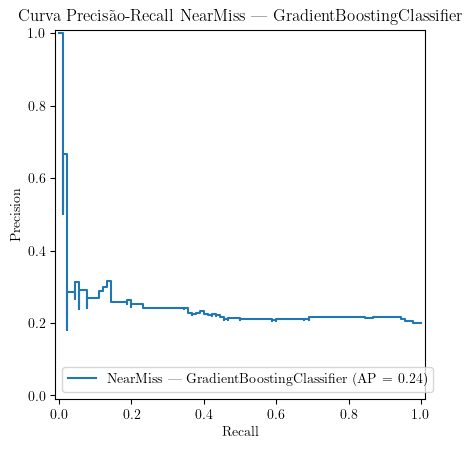 Curva Precisão-Recall NearMiss — GradientBoostingClassifier
1.0
0.8
0.6
0.4
0.2
0.0
Precision
NearMiss — GradientBoostingClassifier (AP = 0.24)
0.0 0.2 0.4 0.6 0.8 1.0
Recall